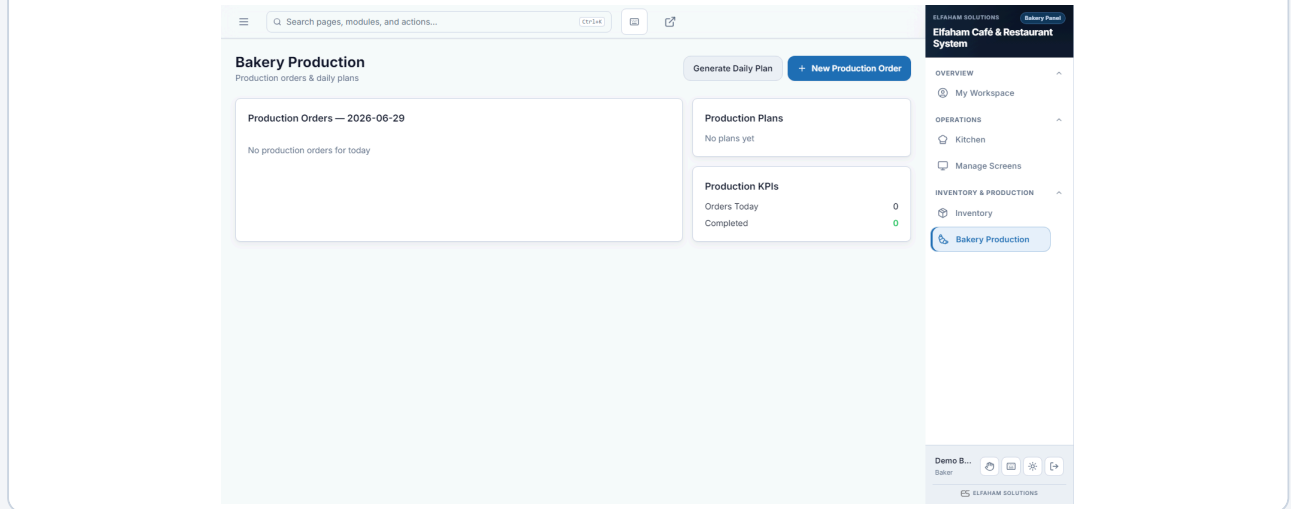 Search pages, modules, and actions...
Ctrl+K
Bakery Production
Production orders & daily plans
Generate Daily Plan
+ New Production Order
Production Orders — 2026-06-29
No production orders for today
Production Plans
No plans yet
Production KPIs
Orders Today 0
Completed 0
ELFAHAM SOLUTIONS
Bakery Panel
Elfaham Café & Restaurant
System
OVERVIEW
My Workspace
OPERATIONS
Kitchen
Manage Screens
INVENTORY & PRODUCTION
Inventory
Bakery Production
Demo B...
Baker
ELFAHAM SOLUTIONS